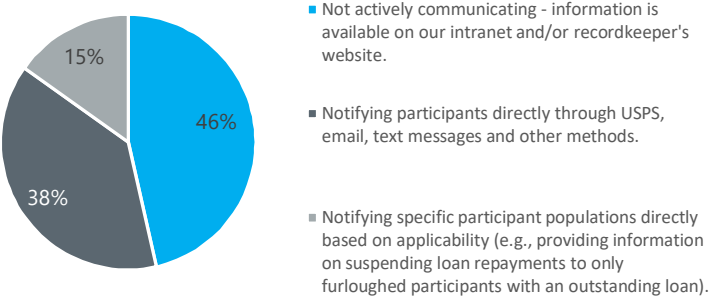 Not actively communicating - information is
available on our intranet and/or recordkeeper's
website.
15%
46%
Notifying participants directly through USPS,
email, text messages and other methods.
38%
Notifying specific participant populations directly
based on applicability (e.g., providing information
on suspending loan repayments to only
furloughed participants with an outstanding loan).